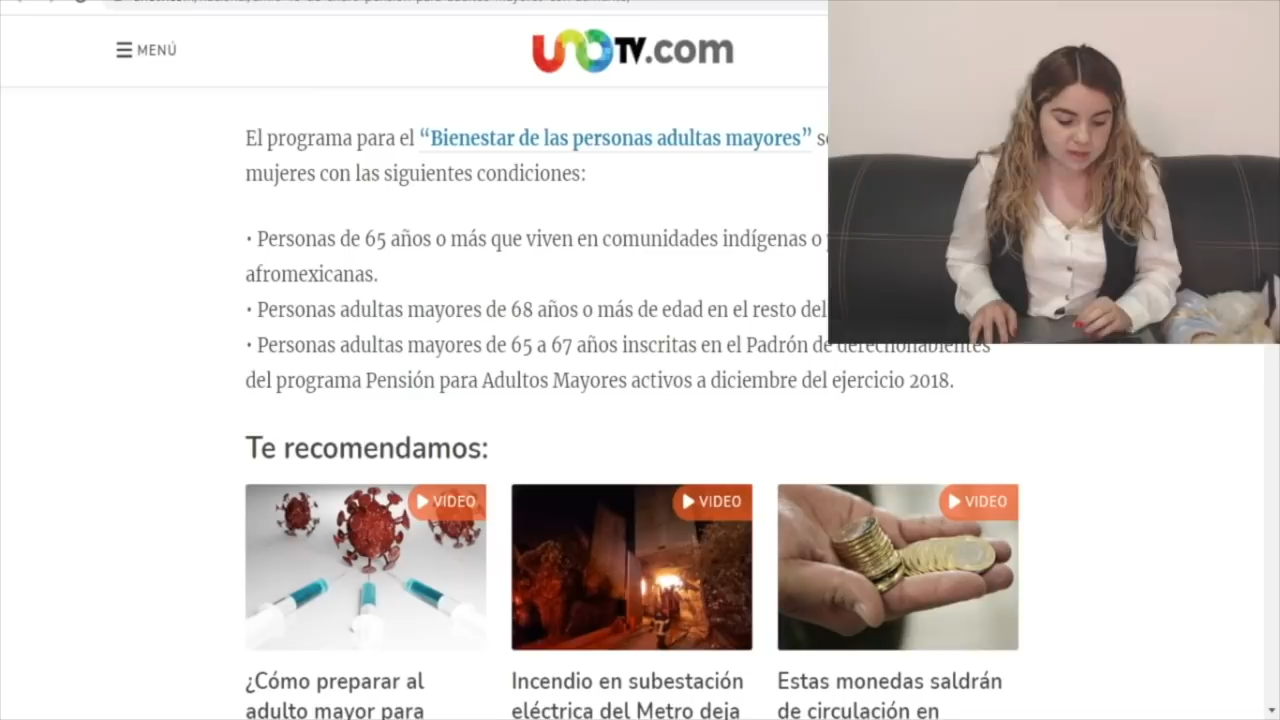 MENÚ
UNOTV.com
El programa para el “Bienestar de las personas adultas mayores”
mujeres con las siguientes condiciones:
• Personas de 65 años o más que viven en comunidades indígenas o
afromexicanas.
• Personas adultas mayores de 68 años o más de edad en el resto del
• Personas adultas mayores de 65 a 67 años inscritas en el Padrón de derechohabientes
del programa Pensión para Adultos Mayores activos a diciembre del ejercicio 2018.
Te recomendamos:
VIDEO
VIDEO
VIDEO
¿Cómo preparar al
adulto mayor para
Incendio en subestación
eléctrica del Metro deja
Estas monedas saldrán
de circulación en